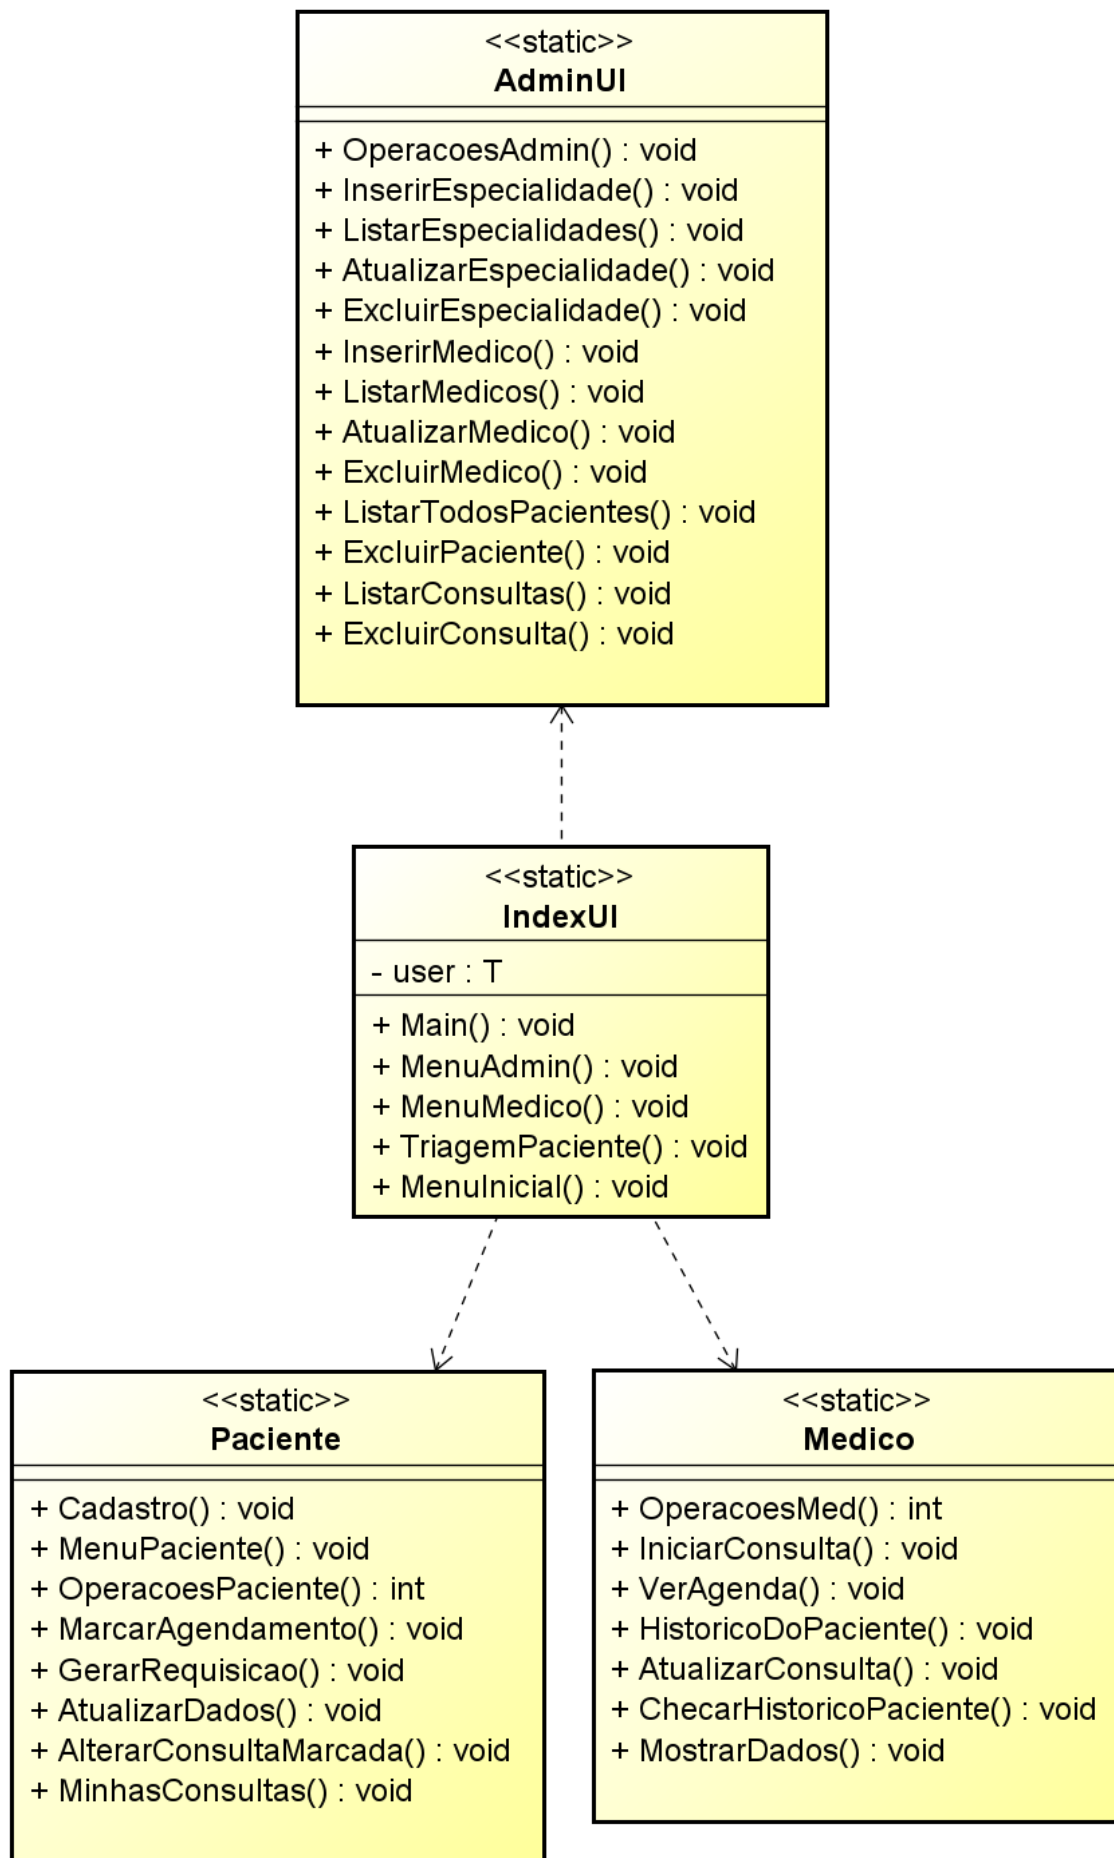 <<static>>
AdminUI
+ OperacoesAdmin() : void
+ InserirEspecialidade() : void
+ ListarEspecialidades() : void
+ AtualizarEspecialidade() : void
+ ExcluirEspecialidade() : void
+ InserirMedico() : void
+ ListarMedicos() : void
+ AtualizarMedico() : void
+ ExcluirMedico() : void
+ ListarTodosPacientes() : void
+ ExcluirPaciente() : void
+ ListarConsultas() : void
+ ExcluirConsulta() : void
<<static>>
IndexUI
- user : T
+ Main() : void
+ MenuAdmin() : void
+ MenuMedico() : void
+ TriagemPaciente() : void
+ MenuInicial() : void
<<static>>
Paciente
+ Cadastro() : void
+ MenuPaciente() : void
+ OperacoesPaciente() : int
+ MarcarAgendamento() : void
+ GerarRequisicao() : void
+ AtualizarDados() : void
+ AlterarConsultaMarcada() : void
+ MinhasConsultas() : void
<<static>>
Medico
+ OperacoesMed() : int
+ IniciarConsulta() : void
+ VerAgenda() : void
+ HistoricoDoPaciente() : void
+ AtualizarConsulta() : void
+ ChecarHistoricoPaciente() : void
+ MostrarDados() : void